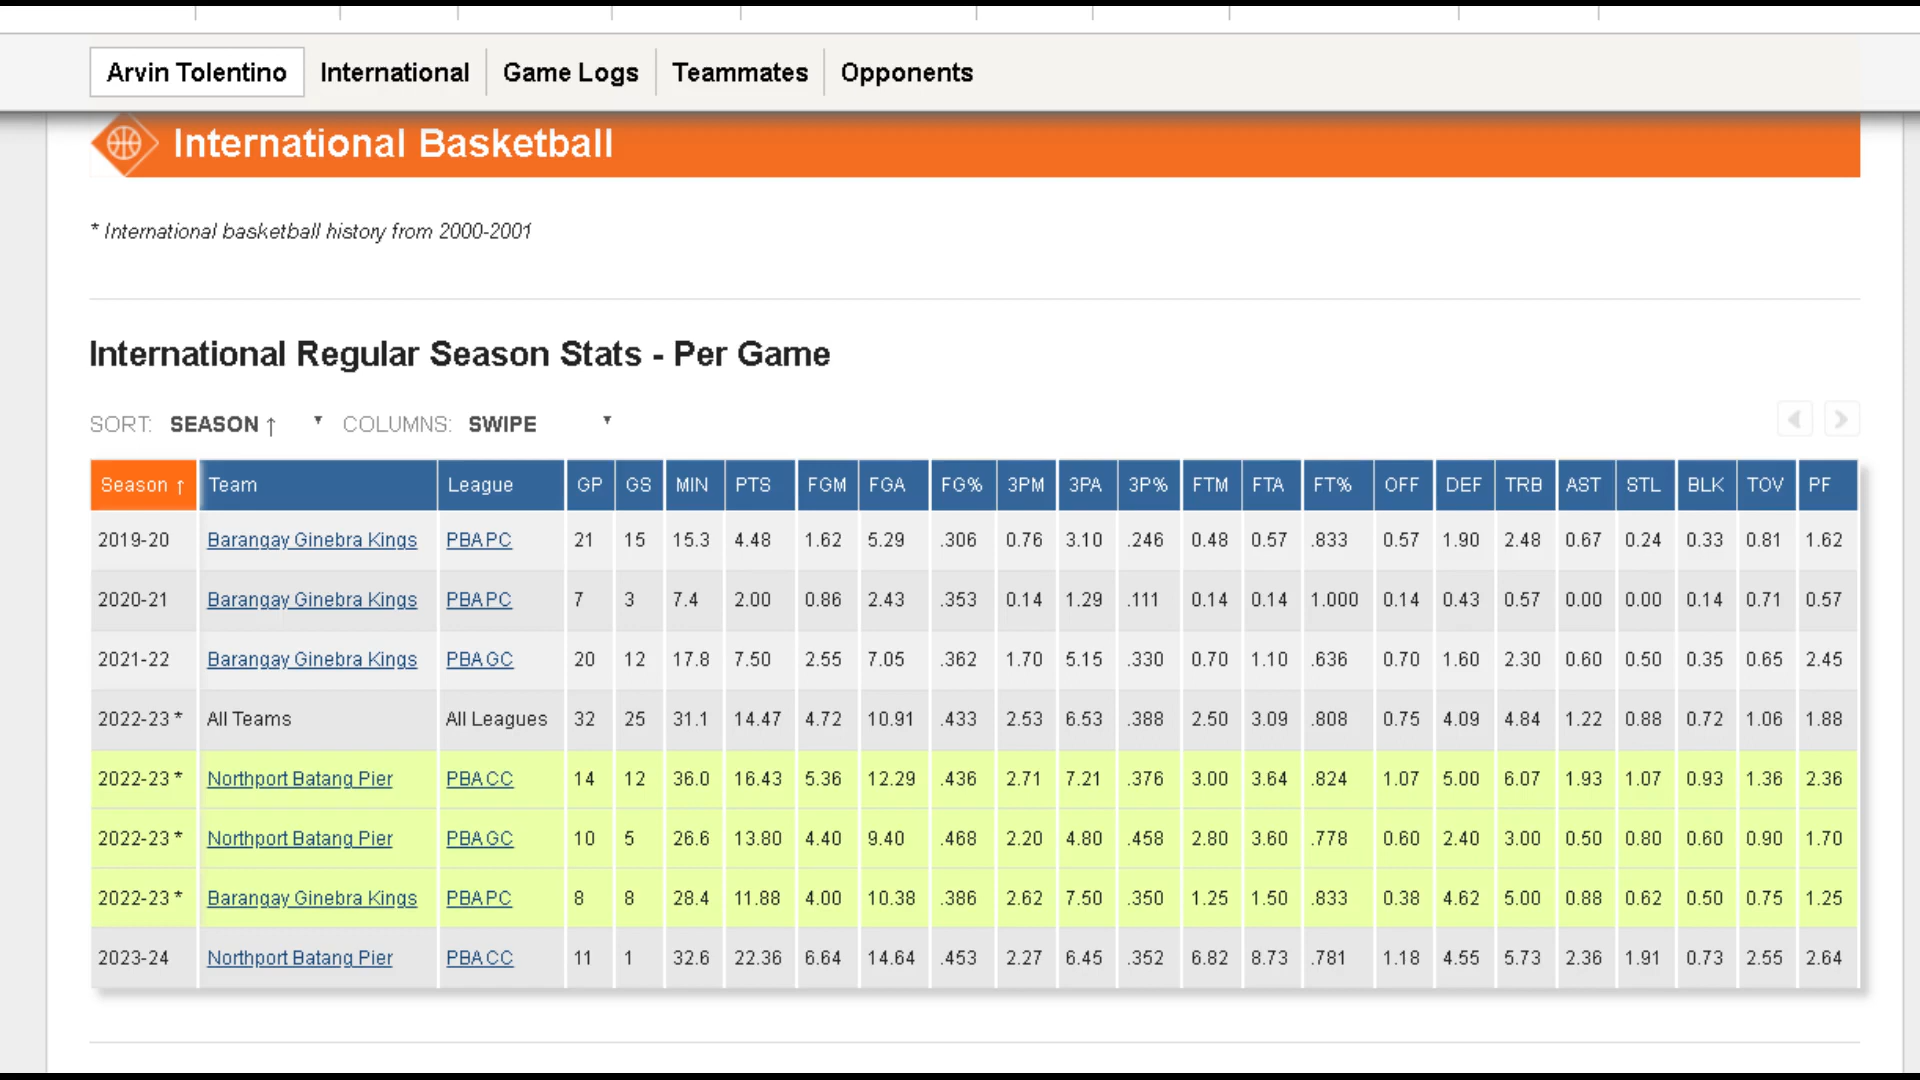 Arvin Tolentino International Game Logs Teammates Opponents
International Basketball
* International basketball history from 2000-2001
International Regular Season Stats - Per Game
SORT: SEASON ↑ ▼ COLUMNS: SWIPE ▼
Season ↑ Team League GP GS MIN PTS FGM FGA FG% 3PM 3PA 3P% FTM FTA FT% OFF DEF TRB AST STL BLK TOV PF
2019-20 Barangay Ginebra Kings PBAPC 21 15 15.3 4.48 1.62 5.29 .306 0.76 3.10 .246 0.48 0.57 .833 0.57 1.90 2.48 0.67 0.24 0.33 0.81 1.62
2020-21 Barangay Ginebra Kings PBAPC 7 3 7.4 2.00 0.86 2.43 .353 0.14 1.29 .111 0.14 0.14 1.000 0.14 0.43 0.57 0.00 0.00 0.14 0.71 0.57
2021-22 Barangay Ginebra Kings PBAGC 20 12 17.8 7.50 2.55 7.05 .362 1.70 5.15 .330 0.70 1.10 .636 0.70 1.60 2.30 0.60 0.50 0.35 0.65 2.45
2022-23 * All Teams All Leagues 32 25 31.1 14.47 4.72 10.91 .433 2.53 6.53 .388 2.50 3.09 .808 0.75 4.09 4.84 1.22 0.88 0.72 1.06 1.88
2022-23 * Northport Batang Pier PBACC 14 12 36.0 16.43 5.36 12.29 .436 2.71 7.21 .376 3.00 3.64 .824 1.07 5.00 6.07 1.93 1.07 0.93 1.36 2.36
2022-23 * Northport Batang Pier PBAGC 10 5 26.6 13.80 4.40 9.40 .468 2.20 4.80 .458 2.80 3.60 .778 0.60 2.40 3.00 0.50 0.80 0.60 0.90 1.70
2022-23 * Barangay Ginebra Kings PBAPC 8 8 28.4 11.88 4.00 10.38 .386 2.62 7.50 .350 1.25 1.50 .833 0.38 4.62 5.00 0.88 0.62 0.50 0.75 1.25
2023-24 Northport Batang Pier PBACC 11 1 32.6 22.36 6.64 14.64 .453 2.27 6.45 .352 6.82 8.73 .781 1.18 4.55 5.73 2.36 1.91 0.73 2.55 2.64